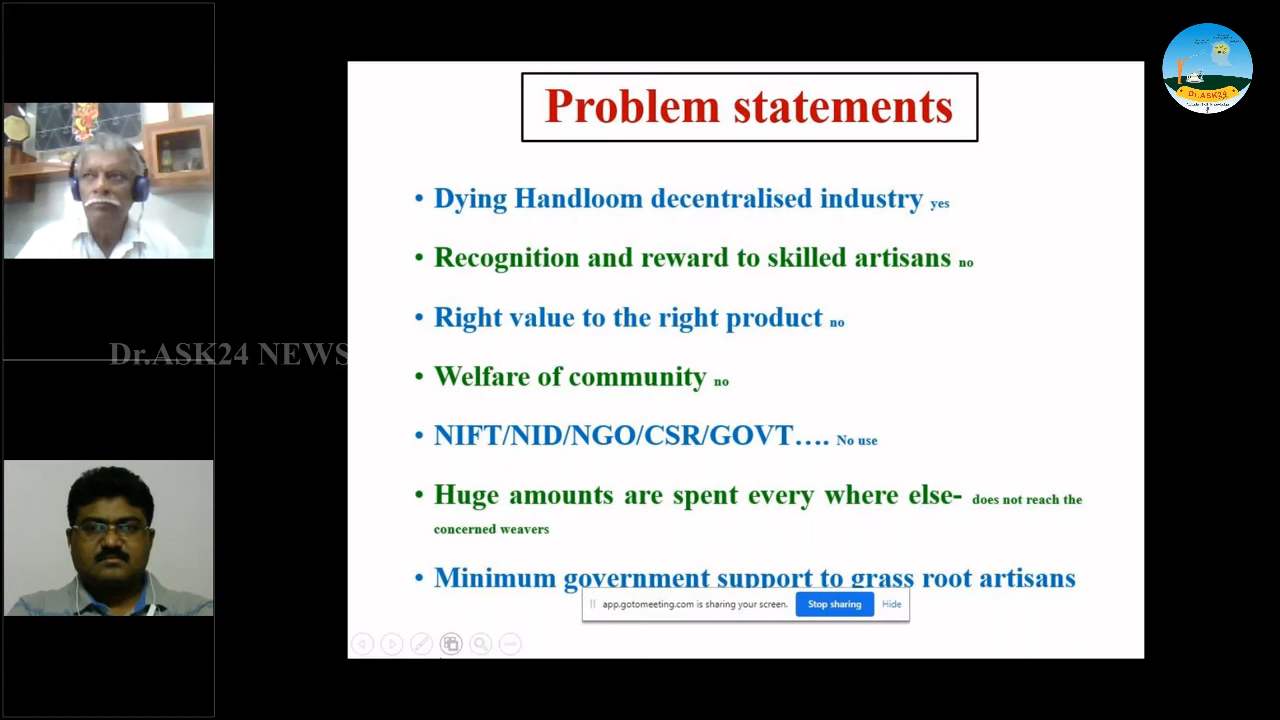 Problem statements
• Dying Handloom decentralised industry yes
• Recognition and reward to skilled artisans no
• Right value to the right product no
Dr.ASK24 NEWS
• Welfare of community no
• NIFT/NID/NGO/CSR/GOVT…. No use
• Huge amounts are spent every where else- does not reach the
concerned weavers
• Minimum government support to grass root artisans
app.gotomeeting.com is sharing your screen. Stop sharing Hide
Dr.ASK24